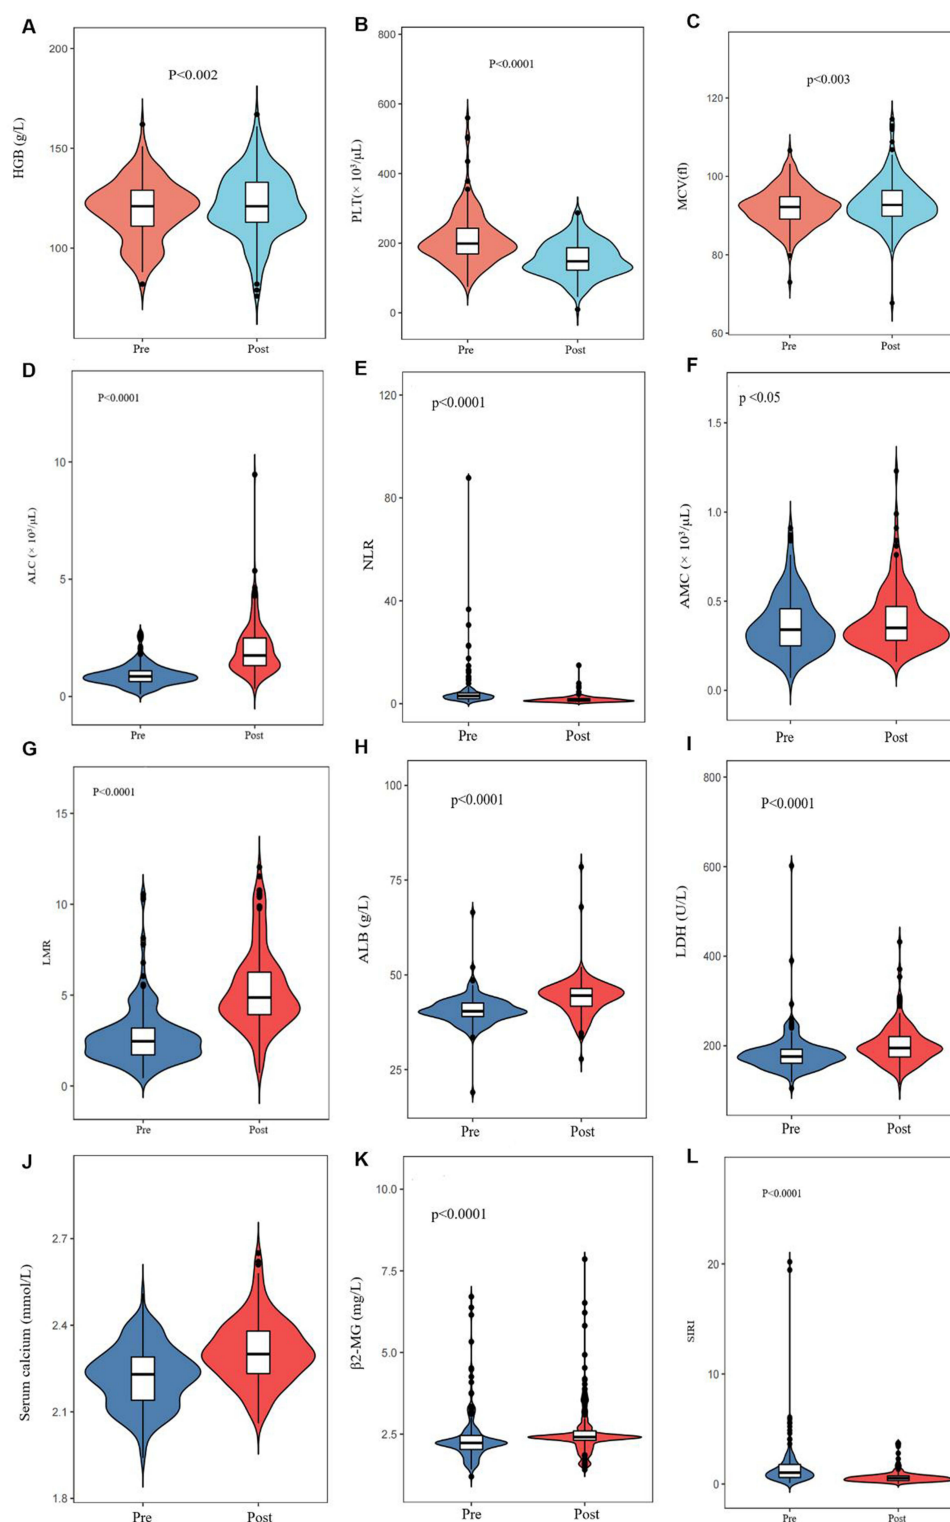 A
HGB (g/L)
200
150
100
P<0.002
Pre
Post
B
PLT(× 10³/μL)
800
600
400
200
0
P<0.0001
Pre
Post
C
MCV(fl)
120
100
80
60
p<0.003
Pre
Post
D
ALC (× 10³/μL)
10
5
0
P<0.0001
Pre
Post
E
NLR
120
80
40
0
p<0.0001
Pre
Post
F
AMC (× 10³/μL)
1.5
1.0
0.5
0.0
p <0.05
Pre
Post
G
LMR
15
10
5
0
P<0.0001
Pre
Post
H
ALB (g/L)
100
75
50
25
p<0.0001
Pre
Post
I
LDH (U/L)
800
600
400
200
P<0.0001
Pre
Post
J
Serum calcium (mmol/L)
2.7
2.4
2.1
1.8
Pre
Post
K
β2-MG (mg/L)
10.0
7.5
5.0
2.5
p<0.0001
Pre
Post
L
SIRI
20
10
0
P<0.0001
Pre
Post